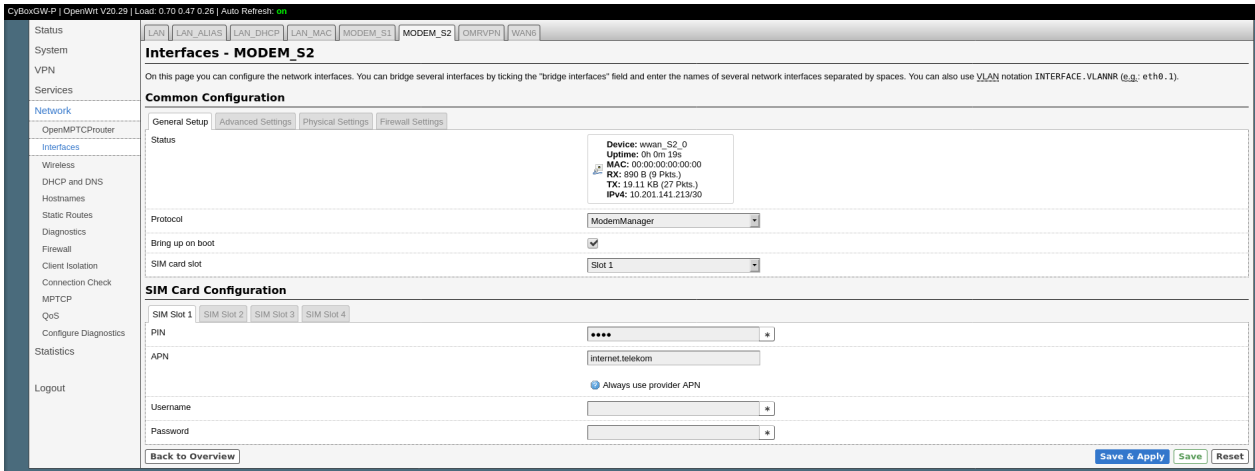 CyBoxGW-P | OpenWrt V20.29 | Load: 0.70 0.47 0.26 | Auto Refresh: on
Status
System
VPN
Services
Network
OpenMPTCProuter
Interfaces
Wireless
DHCP and DNS
Hostnames
Static Routes
Diagnostics
Firewall
Client Isolation
Connection Check
MPTCP
QoS
Configure Diagnostics
Statistics
Logout
LAN LAN_ALIAS LAN_DHCP LAN_MAC MODEM_S1 MODEM_S2 OMRVPN WAN6
Interfaces - MODEM_S2
On this page you can configure the network interfaces. You can bridge several interfaces by ticking the "bridge interfaces" field and enter the names of several network interfaces separated by spaces. You can also use VLAN notation INTERFACE.VLANNR (e.g.: eth0.1).
Common Configuration
General Setup Advanced Settings Physical Settings Firewall Settings
Status
Device: wwan_S2_0
Uptime: 0h 0m 19s
MAC: 00:00:00:00:00:00
RX: 890 B (9 Pkts.)
TX: 19.11 KB (27 Pkts.)
IPv4: 10.201.141.213/30
Protocol ModemManager
Bring up on boot
SIM card slot Slot 1
SIM Card Configuration
SIM Slot 1 SIM Slot 2 SIM Slot 3 SIM Slot 4
PIN ●●●● *
APN internet.telekom
Always use provider APN
Username *
Password *
Back to Overview Save & Apply Save Reset